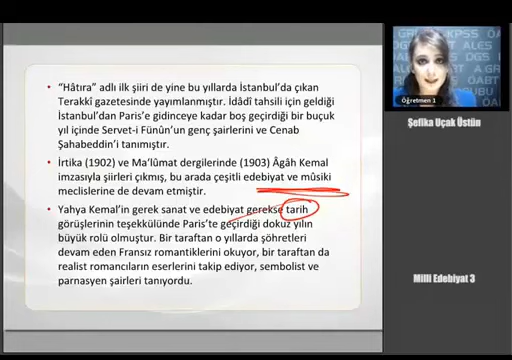 • "Hâtıra" adlı ilk şiiri de yine bu yıllarda İstanbul'da çıkan
Terakkî gazetesinde yayımlanmıştır. İdâdî tahsili için geldiği
İstanbul'dan Paris'e gidinceye kadar boş geçirdiği bir buçuk
yıl içinde Servet-i Fünûn'un genç şairlerini ve Cenab
Şahabeddin'i tanımıştır.
• İrtika (1902) ve Ma'lûmat dergilerinde (1903) Âgâh Kemal
imzasıyla şiirleri çıkmış, bu arada çeşitli edebiyat ve mûsiki
meclislerine de devam etmiştir.
• Yahya Kemal'in gerek sanat ve edebiyat gerekse tarih
görüşlerinin teşekkülünde Paris'te geçirdiği dokuz yılın
büyük rolü olmuştur. Bir taraftan o yıllarda şöhretleri
devam eden Fransız romantiklerini okuyor, bir taraftan da
realist romancıların eserlerini takip ediyor, sembolist ve
parnasyen şairleri tanıyordu.
KPSS
ÖABT
ALES
DGS
Öğretmen 1
Şefika Uçak Üstün
Milli Edebiyat 3